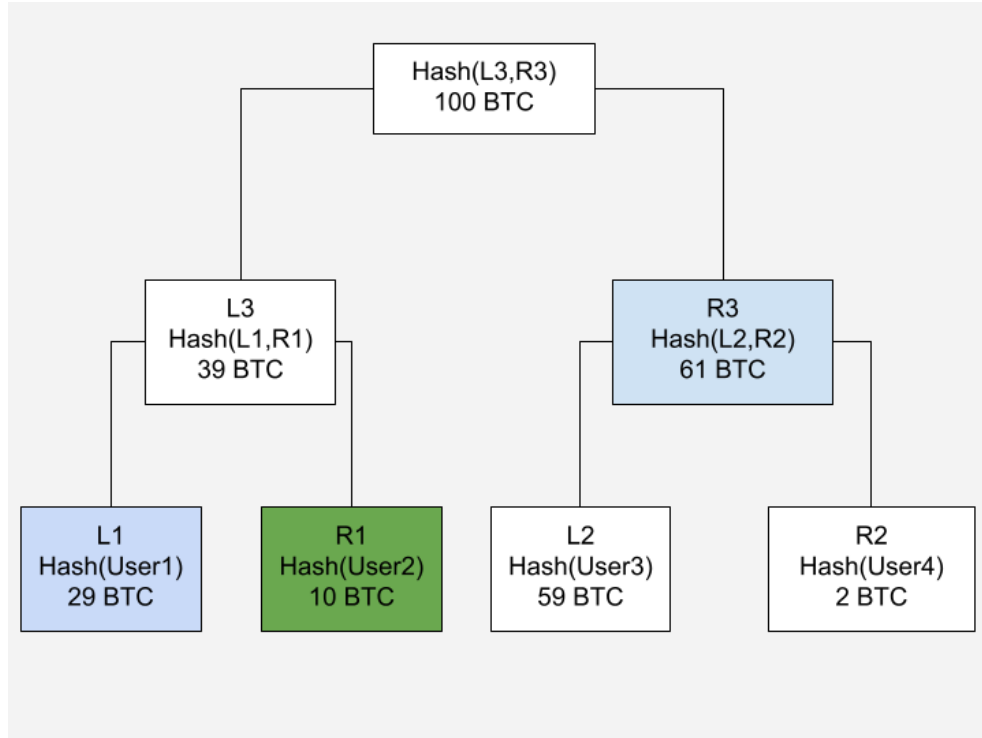 Hash(L3,R3)
100 BTC
L3
Hash(L1,R1)
39 BTC
R3
Hash(L2,R2)
61 BTC
L1
Hash(User1)
29 BTC
R1
Hash(User2)
10 BTC
L2
Hash(User3)
59 BTC
R2
Hash(User4)
2 BTC